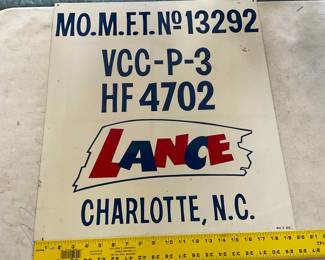 MO.M.F.T.Nº13292
VCC-P-3
HF 4702
LANCE
CHARLOTTE, N.C.